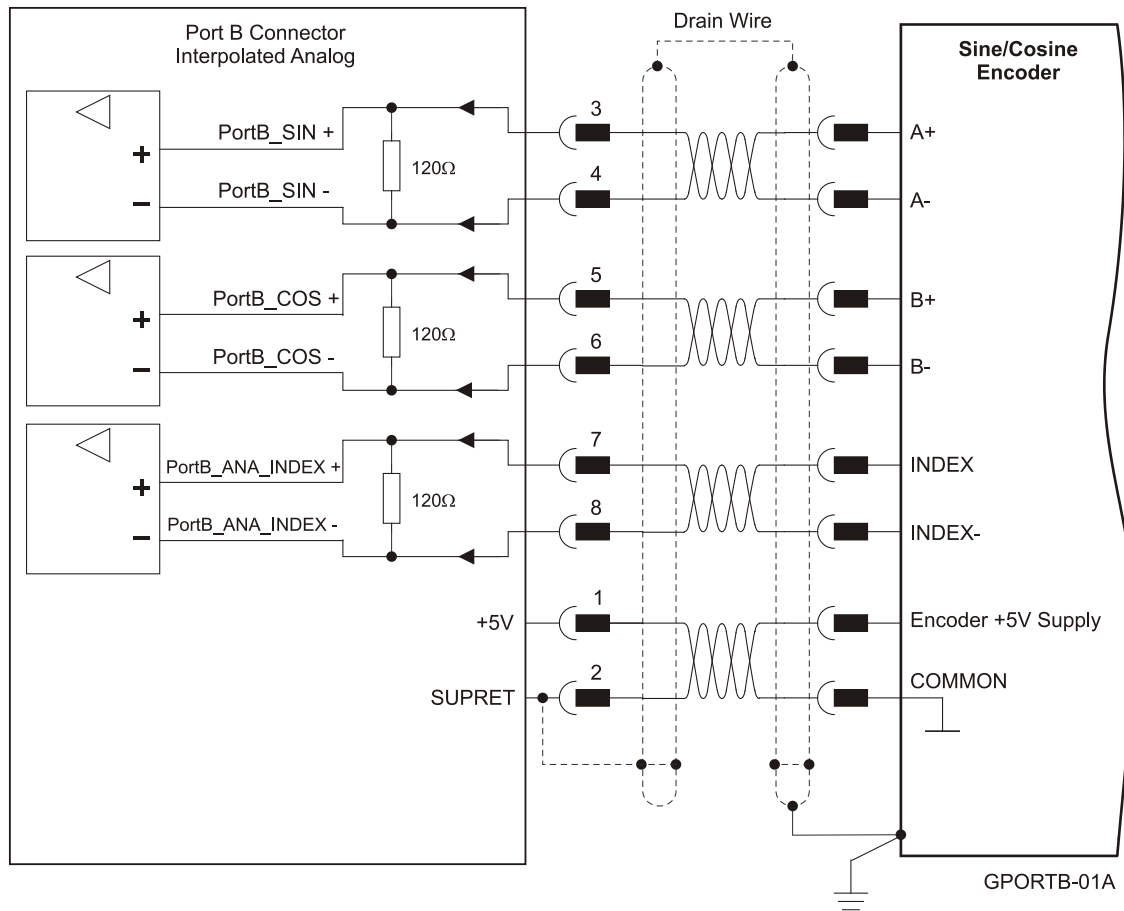 Port B Connector
Interpolated Analog
Drain Wire
Sine/Cosine
Encoder
PortB_SIN +
PortB_SIN -
120Ω
3
4
A+
A-
PortB_COS +
PortB_COS -
120Ω
5
6
B+
B-
PortB_ANA_INDEX +
PortB_ANA_INDEX -
120Ω
7
8
INDEX
INDEX-
+5V
1
Encoder +5V Supply
SUPRET
2
COMMON
GPORTB-01A